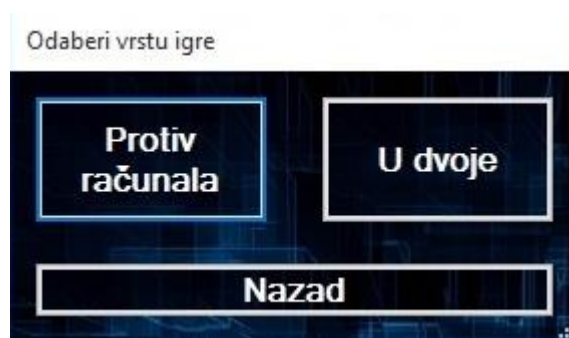 Odaberi vrstu igre
Protiv
računala
U dvoje
Nazad